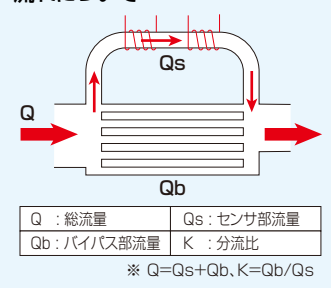 Qs
Q
Qb
Q : 総流量
Qs : センサ部流量
Qb : バイパス部流量
K : 分流比
※ Q=Qs+Qb、K=Qb/Qs